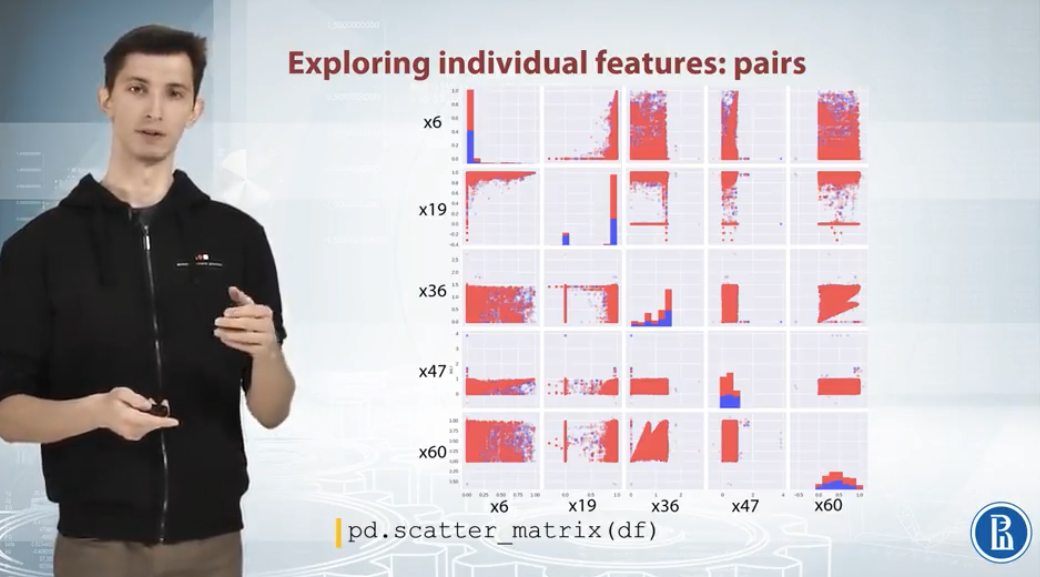 Exploring individual features: pairs
x6
x19
x36
x47
x60
x6 x19 x36 x47 x60
pd.scatter_matrix(df)